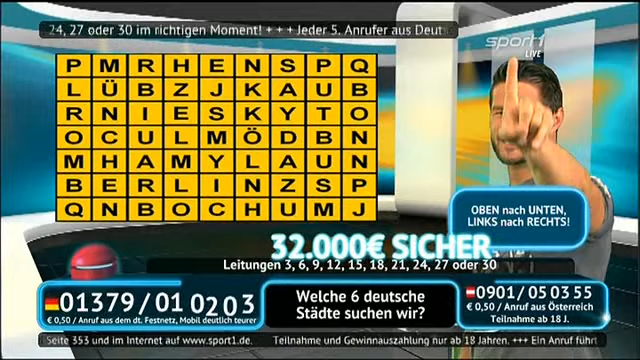 24, 27 oder 30 im richtigen Moment! +++ Jeder 5. Anrufer aus Deutsc
sport1
LIVE
P M R H E N S P Q
L Ü B Z J K A U B
R N I E S K Y T O
O C U L M Ö D B N
M H A M Y L A U N
B E R L I N Z S P
Q N B O C H U M J
OBEN nach UNTEN,
LINKS nach RECHTS!
32.000€ SICHER
Leitungen 3, 6, 9, 12, 15, 18, 21, 24, 27 oder 30
01379/01 02 03
€ 0,50 / Anruf aus dem dt. Festnetz, Mobil deutlich teurer
Welche 6 deutsche
Städte suchen wir?
0901/05 03 55
€ 0,50 / Anruf aus Österreich
Teilnahme ab 18 J.
Seite 353 und im Internet auf www.sport1.de. Teilnahme und Gewinnauszahlung nur ab 18 Jahren. +++ Ein Anruf führt